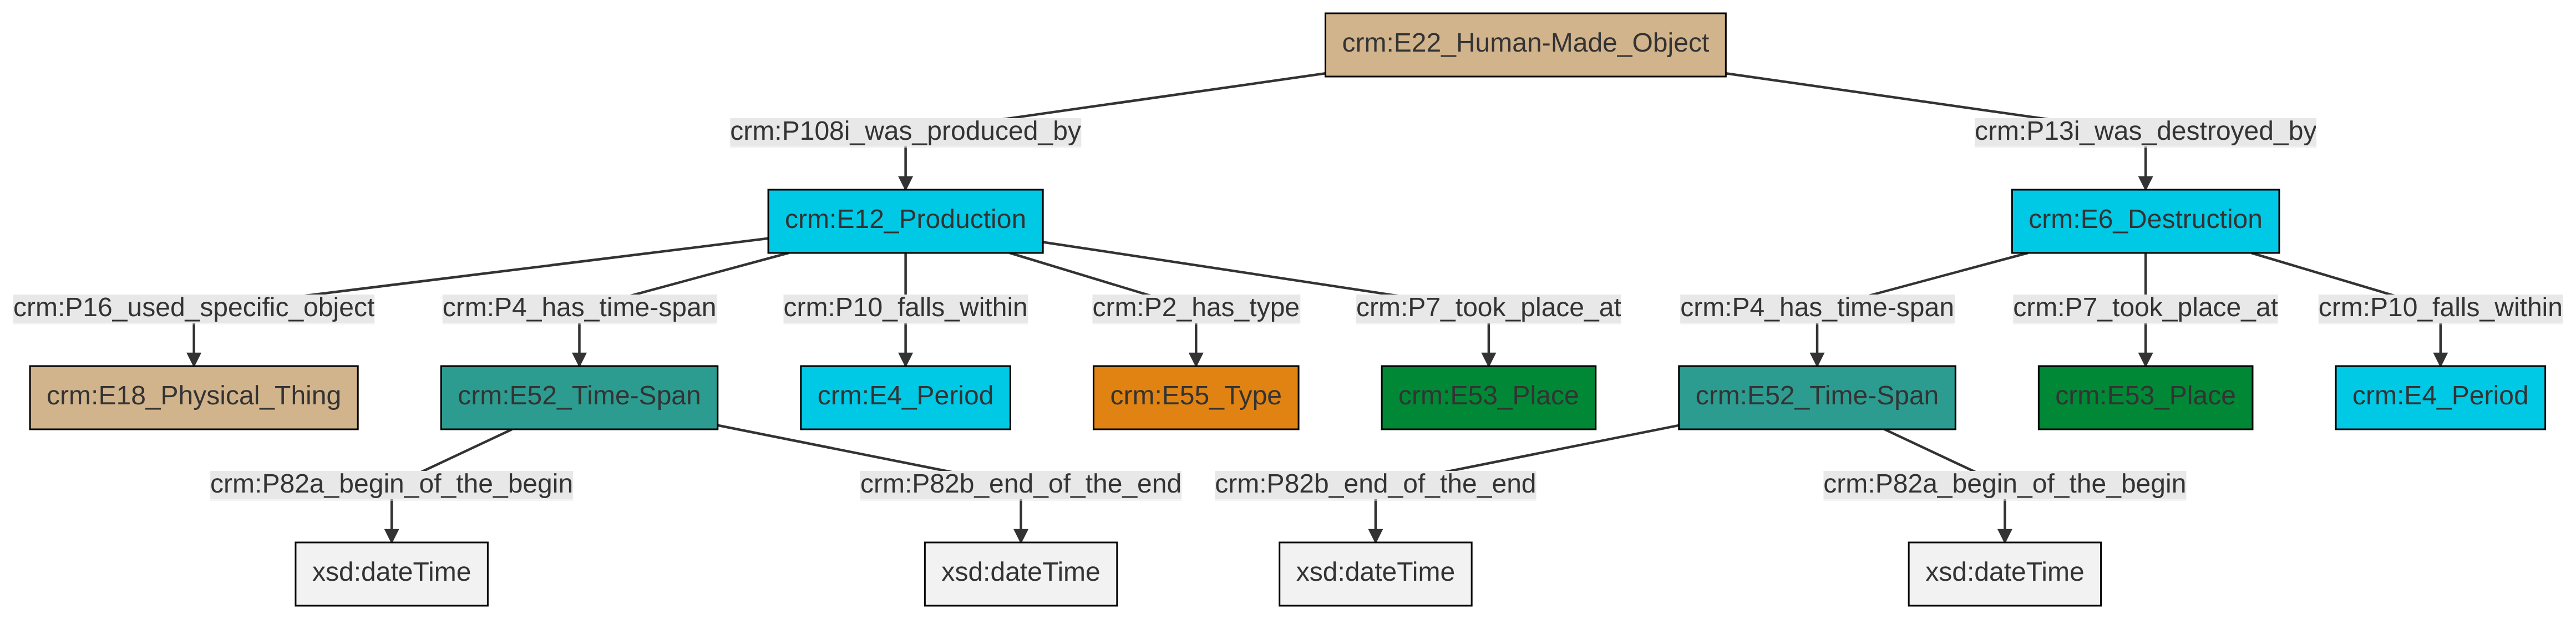 crm:E22_Human-Made_Object
crm:P108i_was_produced_by
crm:P13i_was_destroyed_by
crm:E12_Production
crm:E6_Destruction
crm:P16_used_specific_object
crm:P4_has_time-span
crm:P10_falls_within
crm:P2_has_type
crm:P7_took_place_at
crm:P4_has_time-span
crm:P7_took_place_at
crm:P10_falls_within
crm:E18_Physical_Thing
crm:E52_Time-Span
crm:E4_Period
crm:E55_Type
crm:E53_Place
crm:E52_Time-Span
crm:E53_Place
crm:E4_Period
crm:P82a_begin_of_the_begin
crm:P82b_end_of_the_end
crm:P82b_end_of_the_end
crm:P82a_begin_of_the_begin
xsd:dateTime
xsd:dateTime
xsd:dateTime
xsd:dateTime